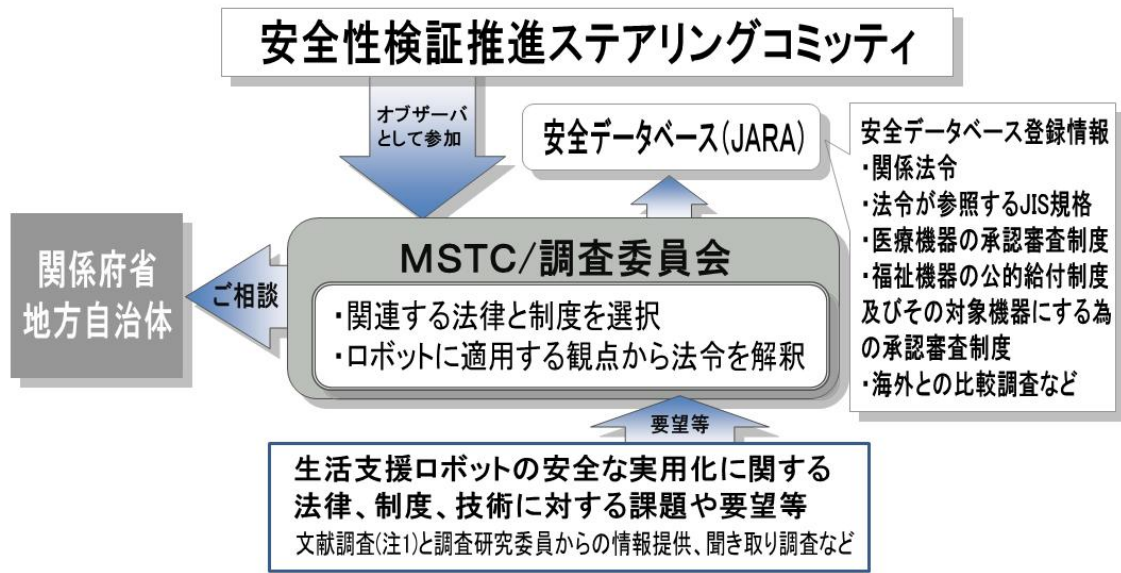 安全性検証推進ステアリングコミッティ
オブザーバ
として参加
安全データベース(JARA)
安全データベース登録情報
・関係法令
・法令が参照するJIS規格
・医療機器の承認審査制度
・福祉機器の公的給付制度
及びその対象機器にする為
の承認審査制度
・海外との比較調査など
関係府省
地方自治体
ご相談
MSTC/調査委員会
・関連する法律と制度を選択
・ロボットに適用する観点から法令を解釈
要望等
生活支援ロボットの安全な実用化に関する
法律、制度、技術に対する課題や要望等
文献調査(注1)と調査研究委員からの情報提供、聞き取り調査など